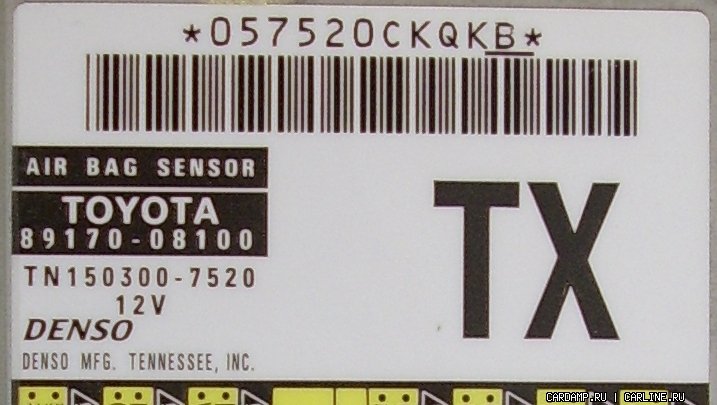 *057520CKQKB*
AIR BAG SENSOR
TOYOTA
89170-08100
TX
TN150300-7520
12V
DENSO
DENSO MFG. TENNESSEE, INC.
CARDAMP.RU | CARLINE.RU